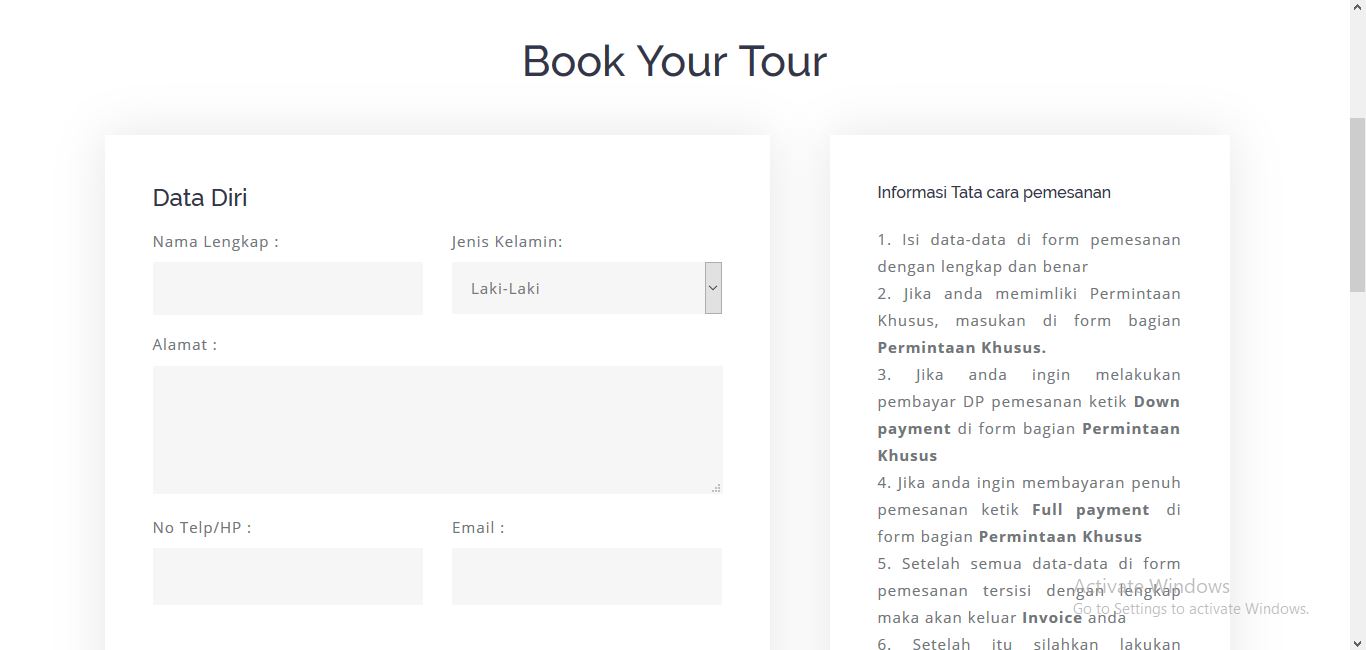 Book Your Tour
Data Diri
Nama Lengkap :
Jenis Kelamin:
Laki-Laki
Alamat :
No Telp/HP :
Email :
Informasi Tata cara pemesanan
1. Isi data-data di form pemesanan
dengan lengkap dan benar
2. Jika anda memimliki Permintaan
Khusus, masukan di form bagian
Permintaan Khusus.
3. Jika anda ingin melakukan
pembayar DP pemesanan ketik Down
payment di form bagian Permintaan
Khusus
4. Jika anda ingin membayaran penuh
pemesanan ketik Full payment di
form bagian Permintaan Khusus
5. Setelah semua data-data di form
pemesanan tersisi dengan lengkap
maka akan keluar Invoice anda
6. Setelah itu silahkan lakukan
Activate Windows
Go to Settings to activate Windows.